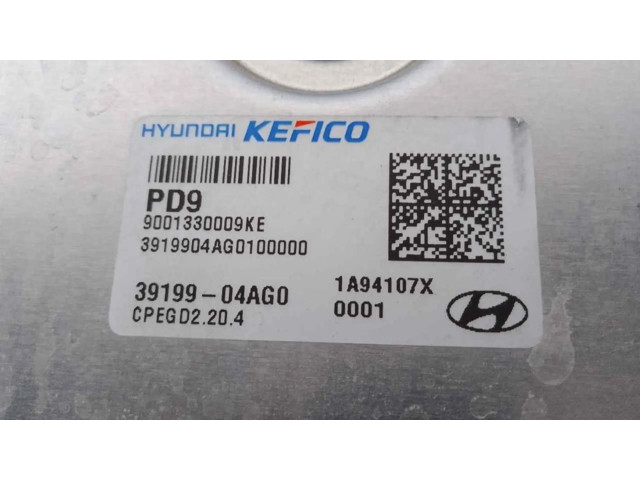 HYUNDAI KEFICO
PD9
9001330009KE
3919904AG0100000
39199-04AG0
CPEGD2.20.4
1A94107X
0001